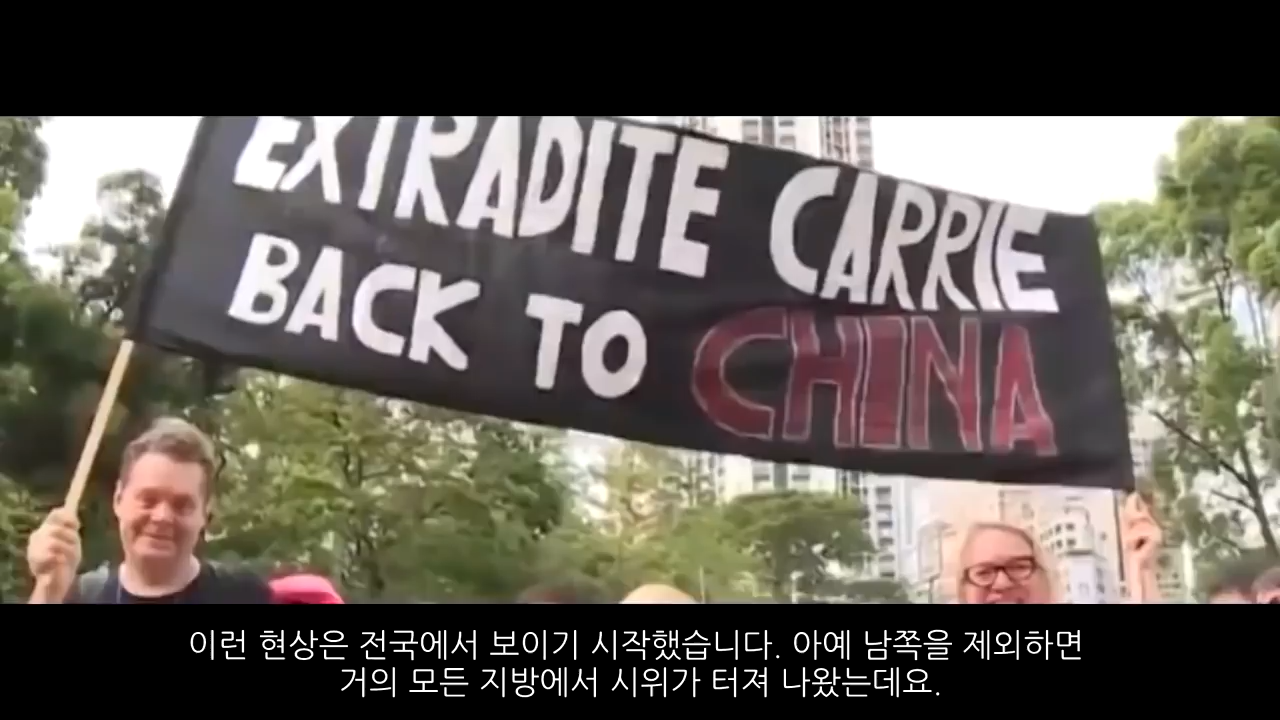 EXTRADITE CARRIE
BACK TO CHINA
이런 현상은 전국에서 보이기 시작했습니다. 아예 남쪽을 제외하면
거의 모든 지방에서 시위가 터져 나왔는데요.